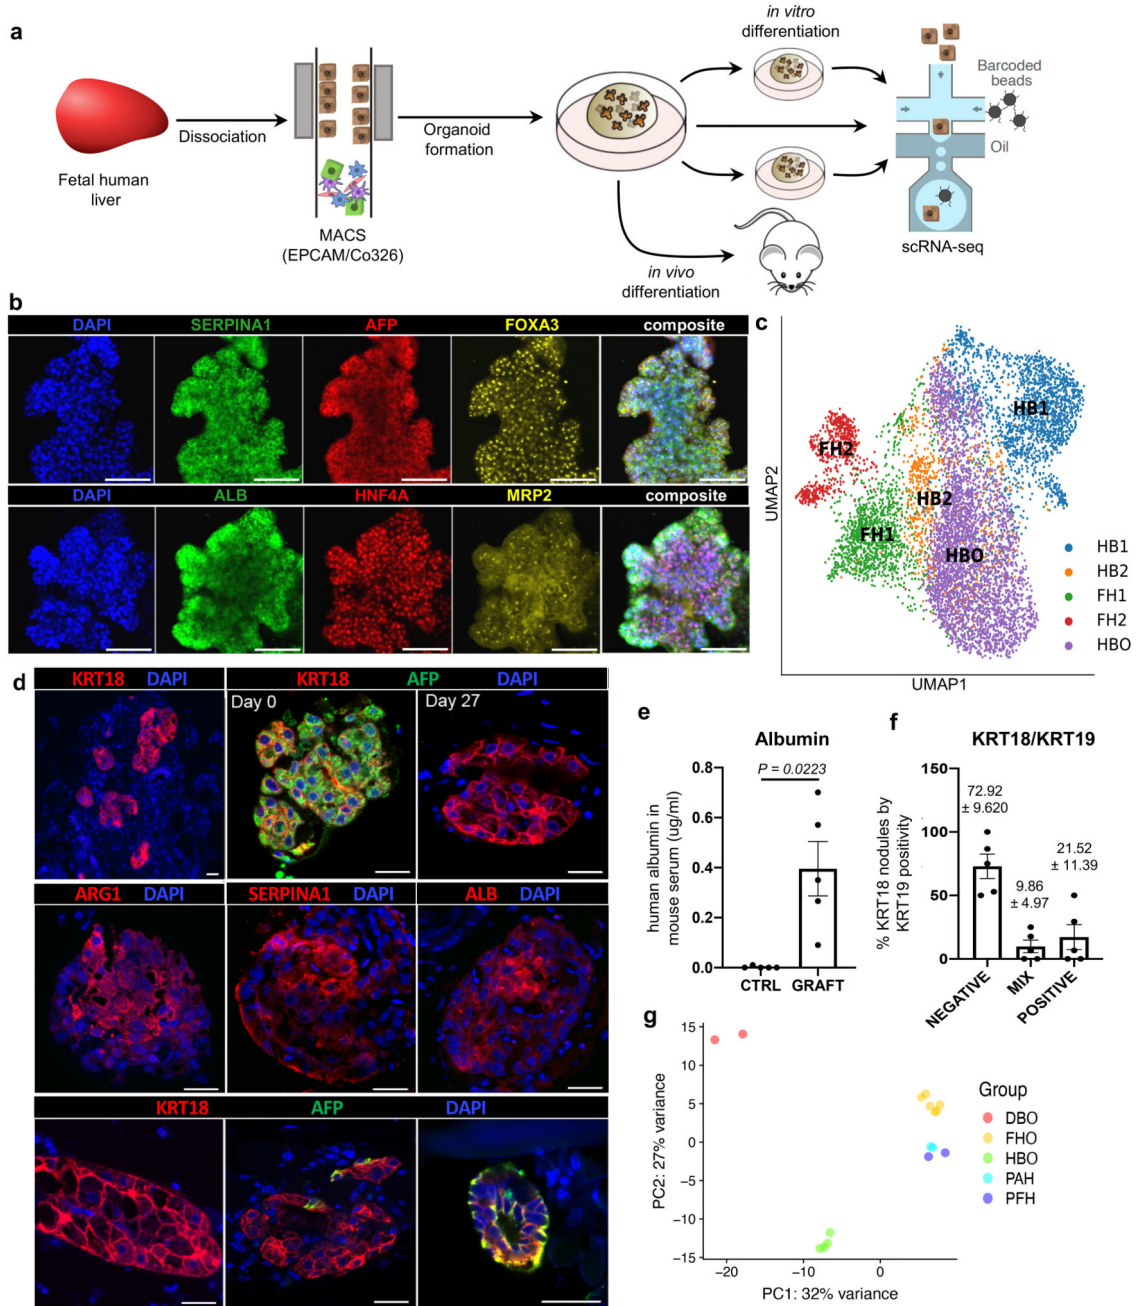 a
Fetal human
liver
Dissociation
MACS
(EPCAM/Co326)
Organoid
formation
in vitro
differentiation
in vivo
differentiation
Barcoded
beads
Oil
scRNA-seq
b
DAPI SERPINA1 AFP FOXA3 composite
DAPI ALB HNF4A MRP2 composite
c
UMAP2
UMAP1
HB1
FH2
HB2
FH1
HBO
HB1
HB2
FH1
FH2
HBO
d
KRT18 DAPI
KRT18 AFP DAPI
Day 0
Day 27
ARG1 DAPI
SERPINA1 DAPI
ALB DAPI
KRT18 AFP DAPI
e
Albumin
P = 0.0223
human albumin in
mouse serum (ug/ml)
0.8
0.6
0.4
0.2
0.0
CTRL GRAFT
f
KRT18/KRT19
% KRT18 nodules by
KRT19 positivity
150
100
50
0
72.92
± 9.620
9.86
± 4.97
21.52
± 11.39
NEGATIVE
MIX
POSITIVE
g
PC2: 27% variance
15
10
5
0
−5
−10
−15
−20 −10 0
PC1: 32% variance
Group
DBO
FHO
HBO
PAH
PFH